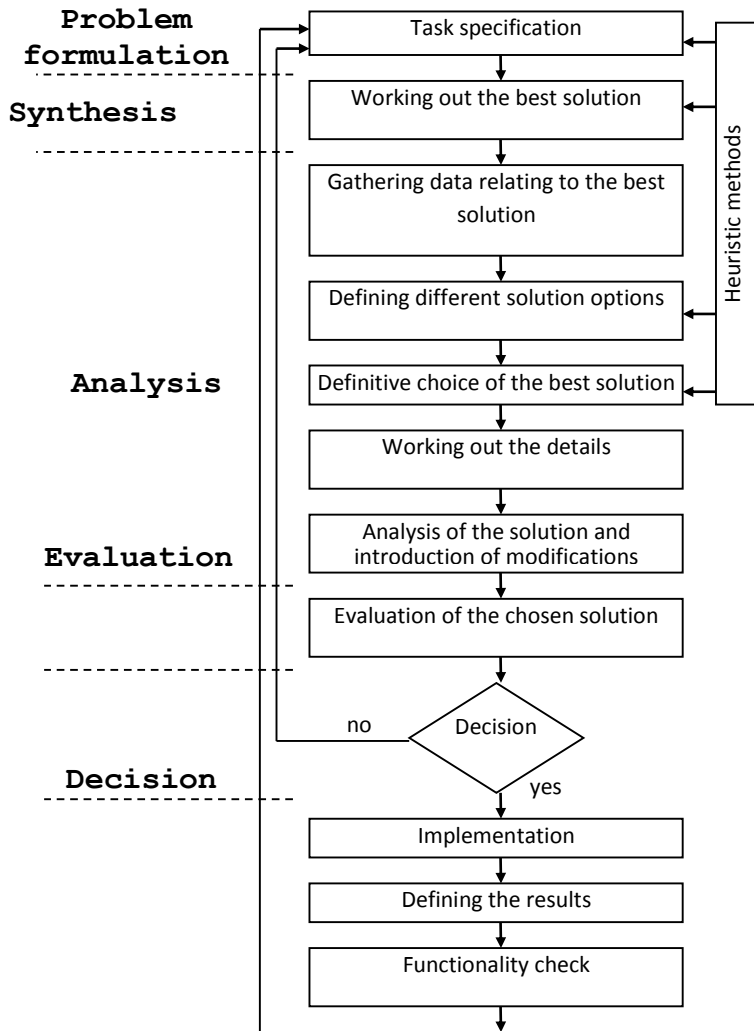 Problem
formulation
Task specification
Synthesis
Working out the best solution
Gathering data relating to the best
solution
Defining different solution options
Analysis
Definitive choice of the best solution
Working out the details
Analysis of the solution and
introduction of modifications
Evaluation
Evaluation of the chosen solution
no
Decision
yes
Decision
Implementation
Defining the results
Functionality check
Heuristic methods